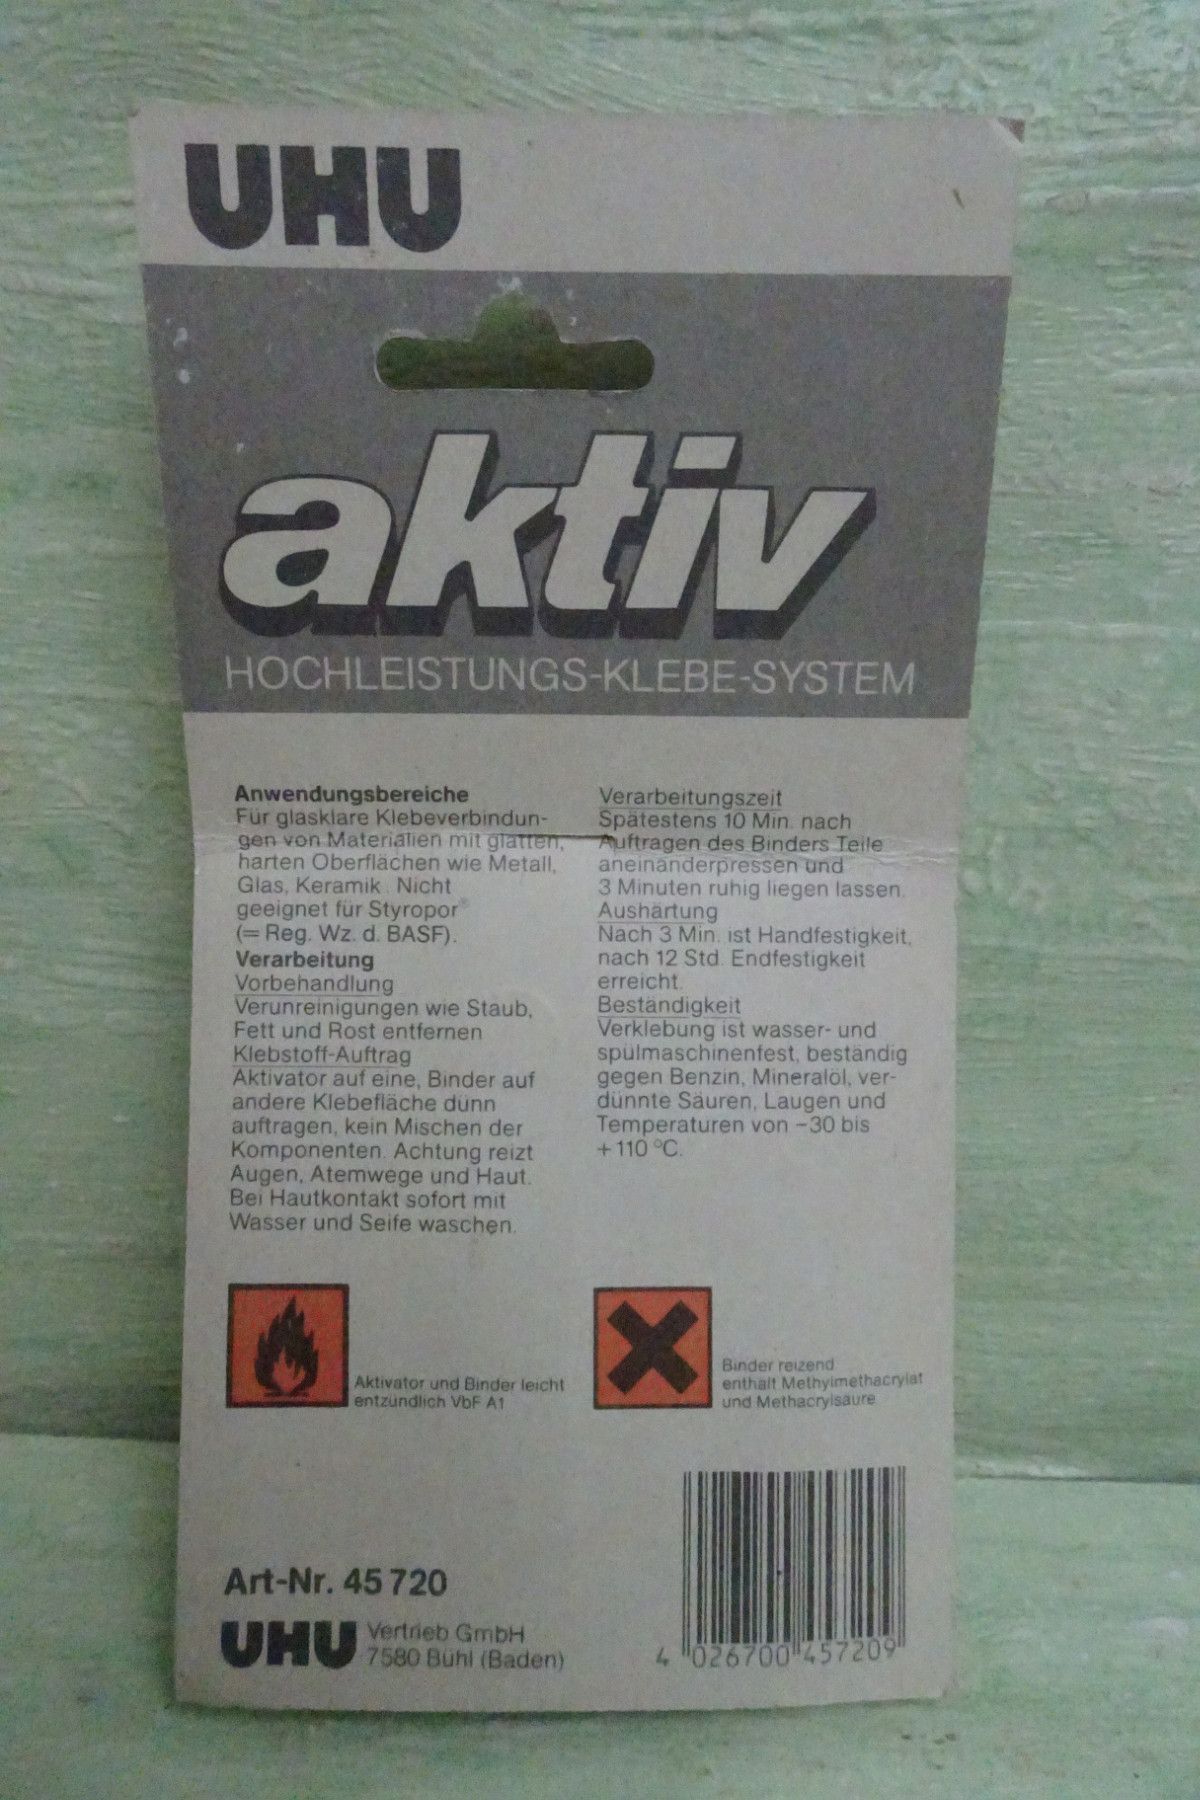 UHU
aktiv
HOCHLEISTUNGS-KLEBE-SYSTEM
Anwendungsbereiche
Für glasklare Klebeverbindun-
gen von Materialien mit glatten,
harten Oberflächen wie Metall,
Glas, Keramik. Nicht
geeignet für Styropor®
(= Reg. Wz. d. BASF).
Verarbeitung
Vorbehandlung
Verunreinigungen wie Staub,
Fett und Rost entfernen
Klebstoff-Auftrag
Aktivator auf eine, Binder auf
andere Klebefläche dünn
auftragen, kein Mischen der
Komponenten. Achtung reizt
Augen, Atemwege und Haut.
Bei Hautkontakt sofort mit
Wasser und Seife waschen.
Verarbeitungszeit
Spätestens 10 Min. nach
Auftragen des Binders Teile
aneinanderpressen und
3 Minuten ruhig liegen lassen.
Aushärtung
Nach 3 Min. ist Handfestigkeit,
nach 12 Std. Endfestigkeit
erreicht.
Beständigkeit
Verklebung ist wasser- und
spülmaschinenfest, beständig
gegen Benzin, Mineralöl, ver-
dünnte Säuren, Laugen und
Temperaturen von -30 bis
+110 °C.
Aktivator und Binder leicht
entzündlich VbF A1
Binder reizend
enthält Methylmethacrylat
und Methacrylsäure
Art-Nr. 45 720
UHU Vertrieb GmbH
7580 Bühl (Baden)
4 026700 457209